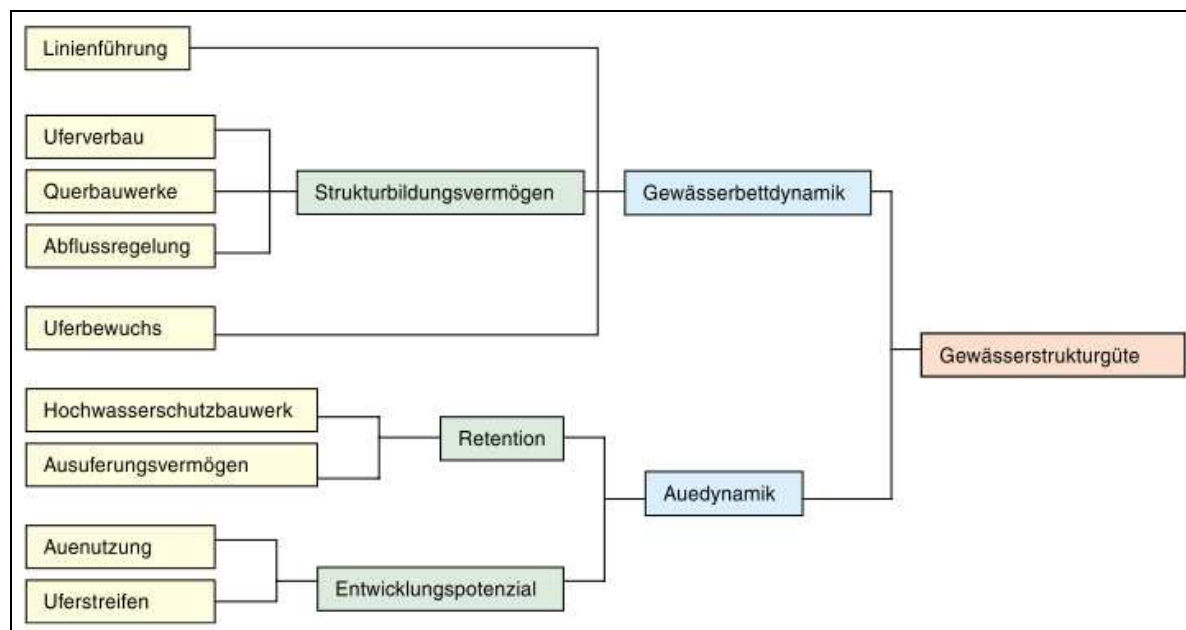 Linienführung
Uferverbau
Querbauwerke
Strukturbildungsvermögen
Gewässerbettdynamik
Abflussregelung
Uferbewuchs
Gewässerstrukturgüte
Hochwasserschutzbauwerk
Retention
Ausuferungsvermögen
Auedynamik
Auenutzung
Entwicklungspotenzial
Uferstreifen